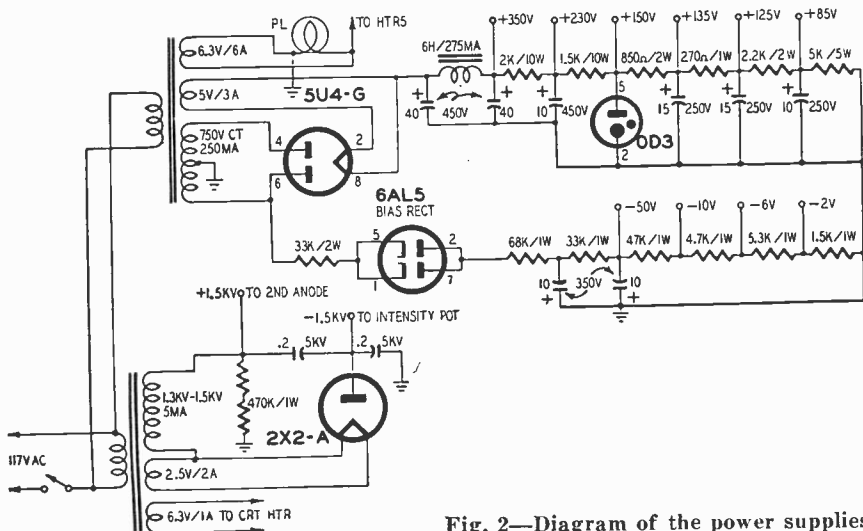 PL
TO HTRS
6.3V/6A
5V/3A
5U4-G
750V CT
250MA
4
6
2
8
6H/275MA
+350V
+230V
+150V
+135V
+125V
+85V
2K/10W
1.5K/10W
850Ω/2W
270Ω/1W
2.2K/2W
5K/5W
+
40
450V
+
40
+
10
450V
5
2
OD3
+
15
250V
+
15
250V
+
10
250V
6AL5
BIAS RECT
33K/2W
5
1
2
7
68K/1W
33K/1W
-50V
-10V
-6V
-2V
47K/1W
4.7K/1W
5.3K/1W
1.5K/1W
10
+
350V
10
+
+1.5KV TO 2ND ANODE
-1.5KV TO INTENSITY POT
.2
5KV
.2
5KV
1.3KV-1.5KV
5MA
470K/1W
2X2-A
117V AC
2.5V/2A
6.3V/1A TO CRT HTR
Fig. 2—Diagram of the power supplies